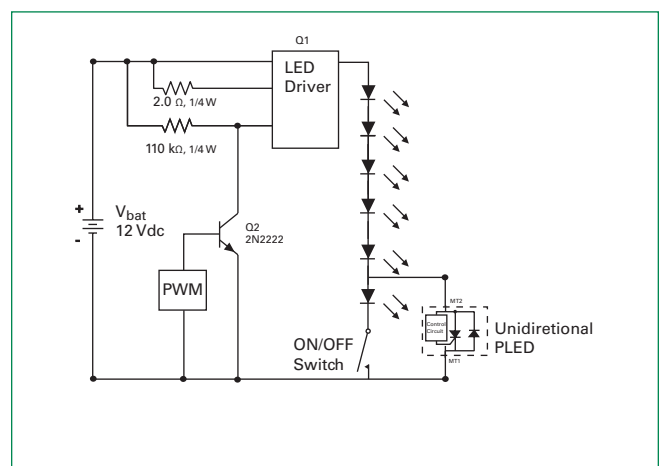 Q1
LED
Driver
2.0 Ω, 1/4 W
110 kΩ, 1/4 W
+
Vbat
12 Vdc
-
Q2
2N2222
PWM
MT2
Control
Circuit
MT1
Unidiretional
PLED
ON/OFF
Switch